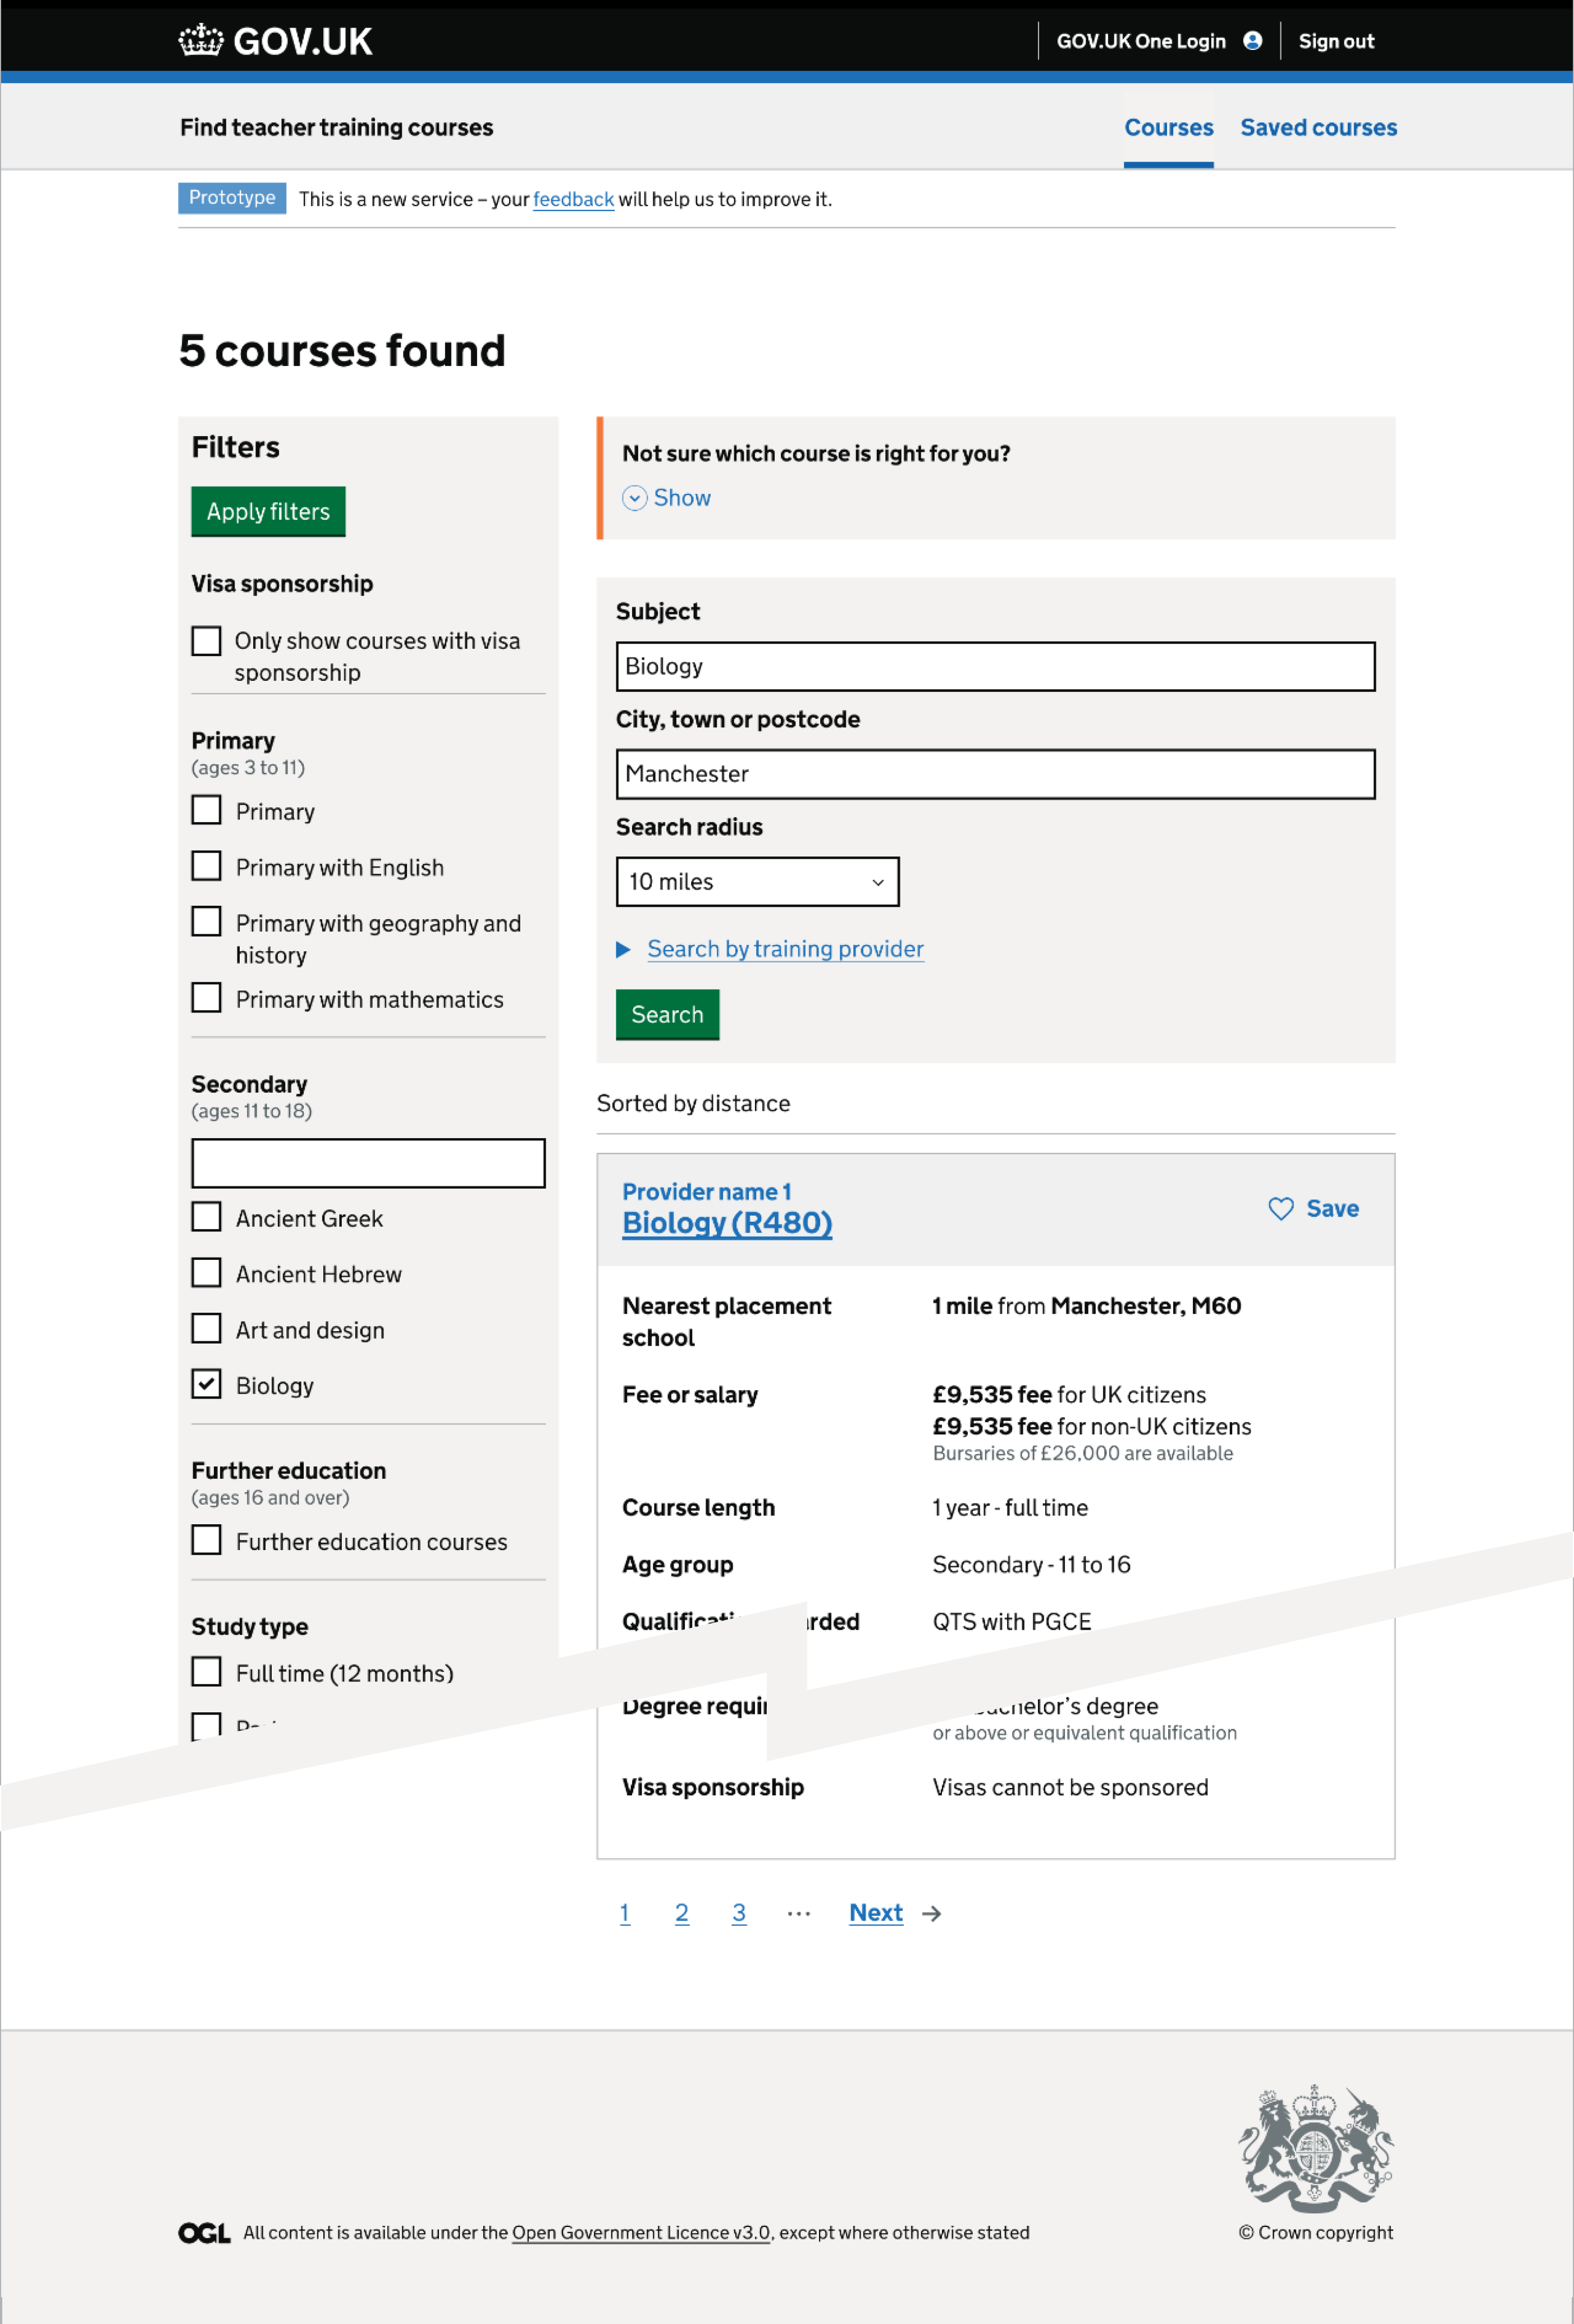 GOV.UK
GOV.UK One Login
Sign out
Find teacher training courses
Courses
Saved courses
Prototype
This is a new service – your feedback will help us to improve it.
5 courses found
Filters
Apply filters
Visa sponsorship
Only show courses with visa
sponsorship
Primary
(ages 3 to 11)
Primary
Primary with English
Primary with geography and
history
Primary with mathematics
Secondary
(ages 11 to 18)
Ancient Greek
Ancient Hebrew
Art and design
Biology
Further education
(ages 16 and over)
Further education courses
Study type
Full time (12 months)
Not sure which course is right for you?
Show
Subject
Biology
City, town or postcode
Manchester
Search radius
10 miles
Search by training provider
Search
Sorted by distance
Provider name 1
Biology (R480)
Save
Nearest placement
school
1 mile from Manchester, M60
Fee or salary
£9,535 fee for UK citizens
£9,535 fee for non-UK citizens
Bursaries of £26,000 are available
Course length
1 year - full time
Age group
Secondary - 11 to 16
QTS with PGCE
Degree
degree
or above or equivalent qualification
Visa sponsorship
Visas cannot be sponsored
1 2 3 ··· Next →
OGL All content is available under the Open Government Licence v3.0, except where otherwise stated
© Crown copyright